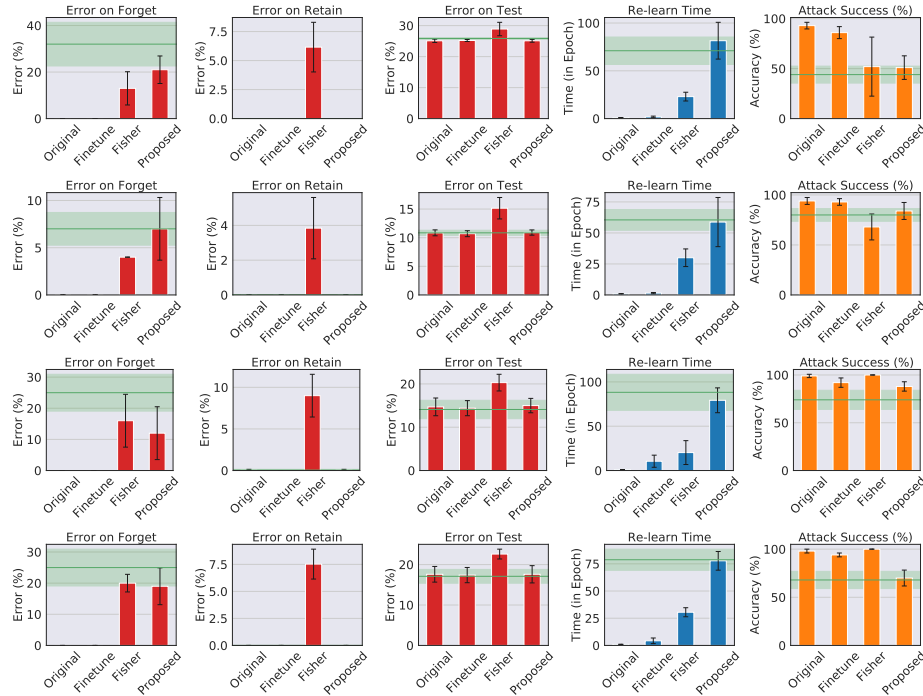 Error on Forget Error on Retain Error on Test Re-learn Time Attack Success (%)
Error (%) 0 20 40
Error (%) 0.0 2.5 5.0 7.5
Error (%) 0 10 20 30
Time (in Epoch) 0 50 100
Accuracy (%) 0 50 100
Original Finetune Fisher Proposed Original Finetune Fisher Proposed Original Finetune Fisher Proposed Original Finetune Fisher Proposed Original Finetune Fisher Proposed
Error on Forget Error on Retain Error on Test Re-learn Time Attack Success (%)
Error (%) 0 5 10
Error (%) 0 2 4
Error (%) 0 5 10 15
Time (in Epoch) 0 25 50 75
Accuracy (%) 0 50 100
Original Finetune Fisher Proposed Original Finetune Fisher Proposed Original Finetune Fisher Proposed Original Finetune Fisher Proposed Original Finetune Fisher Proposed
Error on Forget Error on Retain Error on Test Re-learn Time Attack Success (%)
Error (%) 0 10 20 30
Error (%) 0 5 10
Error (%) 0 10 20
Time (in Epoch) 0 50 100
Accuracy (%) 0 50 100
Original Finetune Fisher Proposed Original Finetune Fisher Proposed Original Finetune Fisher Proposed Original Finetune Fisher Proposed Original Finetune Fisher Proposed
Error on Forget Error on Retain Error on Test Re-learn Time Attack Success (%)
Error (%) 0 10 20 30
Error (%) 0.0 2.5 5.0 7.5
Error (%) 0 10 20
Time (in Epoch) 0 25 50 75
Accuracy (%) 0 50 100
Original Finetune Fisher Proposed Original Finetune Fisher Proposed Original Finetune Fisher Proposed Original Finetune Fisher Proposed Original Finetune Fisher Proposed